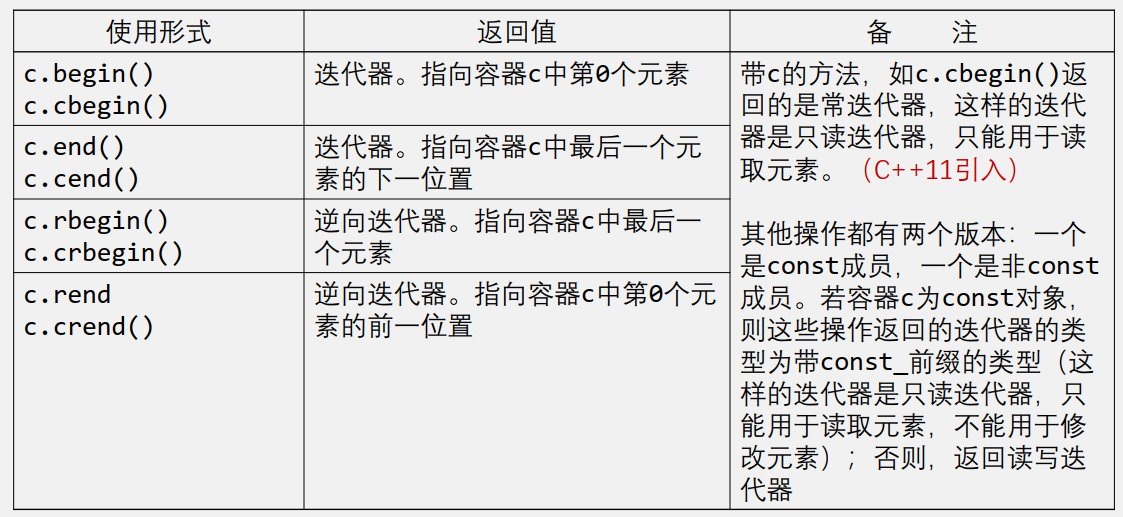 使用形式
返回值
备 注
c.begin()
c.cbegin()
迭代器。指向容器c中第0个元素
c.end()
c.cend()
迭代器。指向容器c中最后一个元
素的下一位置
c.rbegin()
c.crbegin()
逆向迭代器。指向容器c中最后一
个元素
c.rend
c.crend()
逆向迭代器。指向容器c中第0个元
素的前一位置
带c的方法，如c.cbegin()返
回的是常迭代器，这样的迭代
器是只读迭代器，只能用于读
取元素。（C++11引入）
其他操作都有两个版本：一个
是const成员，一个是非const
成员。若容器c为const对象，
则这些操作返回的迭代器的类
型为带const_前缀的类型（这
样的迭代器是只读迭代器，只
能用于读取元素，不能用于修
改元素）；否则，返回读写迭
代器